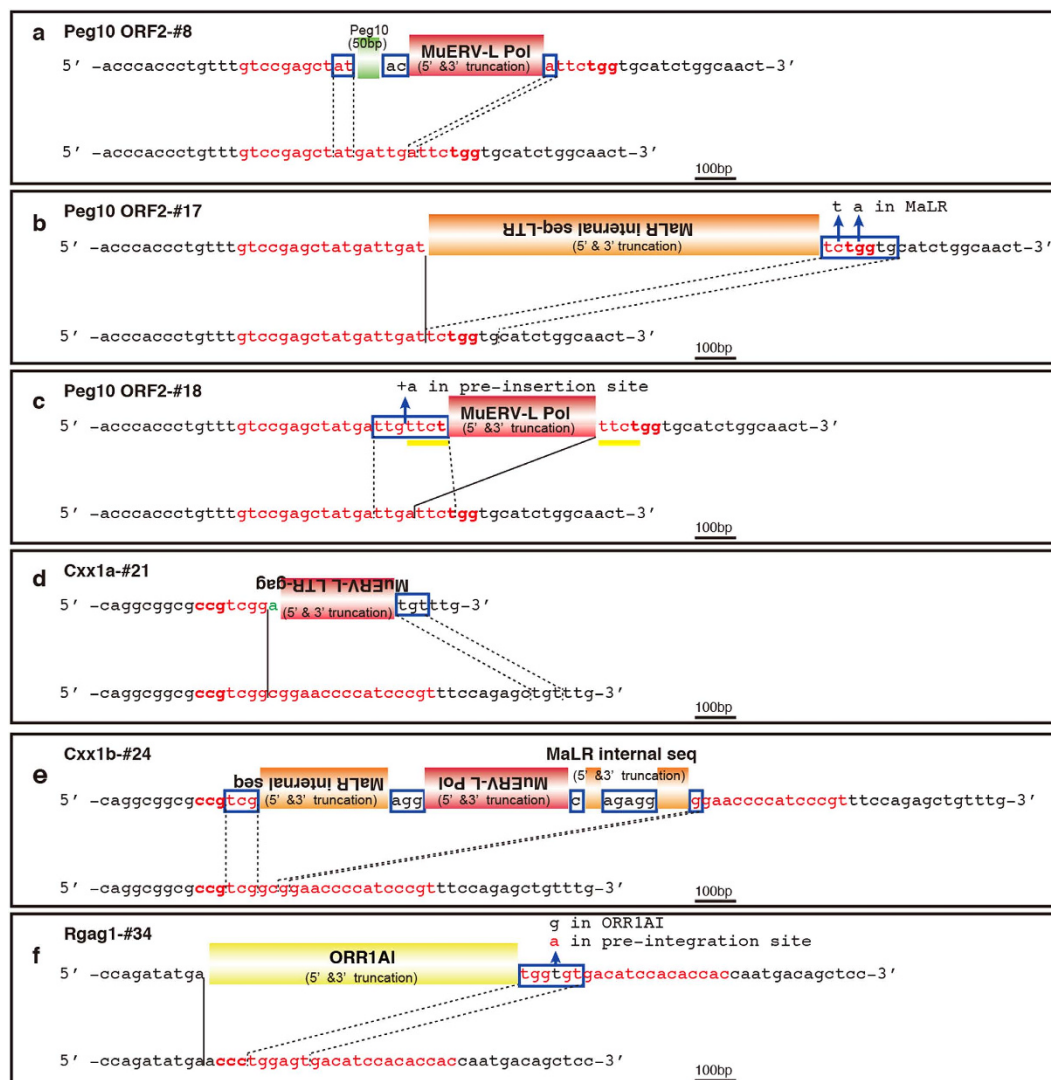 a Peg10 ORF2-#8
Peg10
(50bp)
MuERV-L Pol
(5' &3' truncation)
5' -acccaccctgtttgtccgagctat ac attctggtgcatctggcaact-3'
5' -acccaccctgtttgtccgagctatgattgattctggtgcatctggcaact-3'
100bp
b Peg10 ORF2-#17
t a in MaLR
MaLR internal seq-LTR
(5' & 3' truncation)
5' -acccaccctgtttgtccgagctatgattgat tctggtgcatctggcaact-3'
5' -acccaccctgtttgtccgagctatgattgattctggtgcatctggcaact-3'
100bp
c Peg10 ORF2-#18
+a in pre-insertion site
MuERV-L Pol
(5' &3' truncation)
5' -acccaccctgtttgtccgagctatgattgttct ttctggtgcatctggcaact-3'
5' -acccaccctgtttgtccgagctatgattgattctggtgcatctggcaact-3'
100bp
d Cxx1a-#21
MuERV-L LTR-gag
(5' & 3' truncation)
5' -caggcggcgccgtcgga tgtttg-3'
5' -caggcggcgccgtcggcggaaccccatcccgtttccagagctgtttg-3'
100bp
e Cxx1b-#24
MaLR internal seq
MaLR internal seq
(5' &3' truncation)
MuERV-L Pol
(5' &3' truncation)
(5' &3' truncation)
5' -caggcggcgccgtcg agg c agagg ggaaccccatcccgtttccagagctgtttg-3'
5' -caggcggcgccgtcggcggaaccccatcccgtttccagagctgtttg-3'
100bp
f Rgag1-#34
g in ORR1AI
a in pre-integration site
ORR1AI
(5' &3' truncation)
5' -ccagatatga tggtgtgacatccacaccaccaatgacagctcc-3'
5' -ccagatatgaaccctggagtgacatccacaccaccaatgacagctcc-3'
100bp